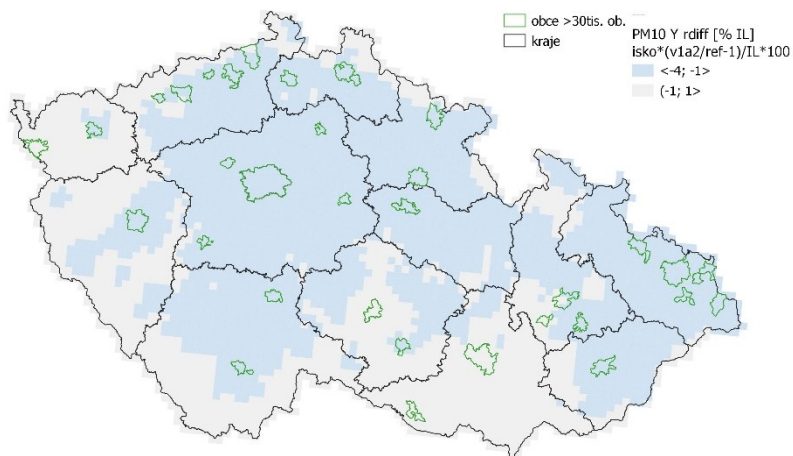 obce >30tis. ob.
kraje
PM10 Y rdiff [% IL]
isko*(v1a2/ref-1)/IL*100
<-4; -1>
(-1; 1>